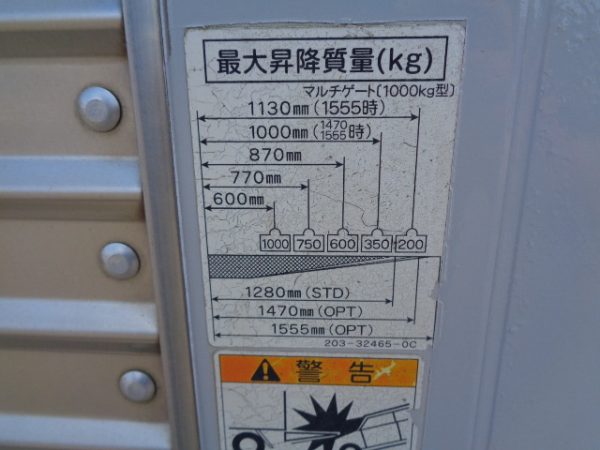 最大昇降質量(kg)
マルチゲート〔1000kg型〕
1130mm(1555時)
1000mm(1470 1555時)
870mm
770mm
600mm
1000 750 600 350 200
1280mm(STD)
1470mm(OPT)
1555mm(OPT)
203-32465-0C
警告